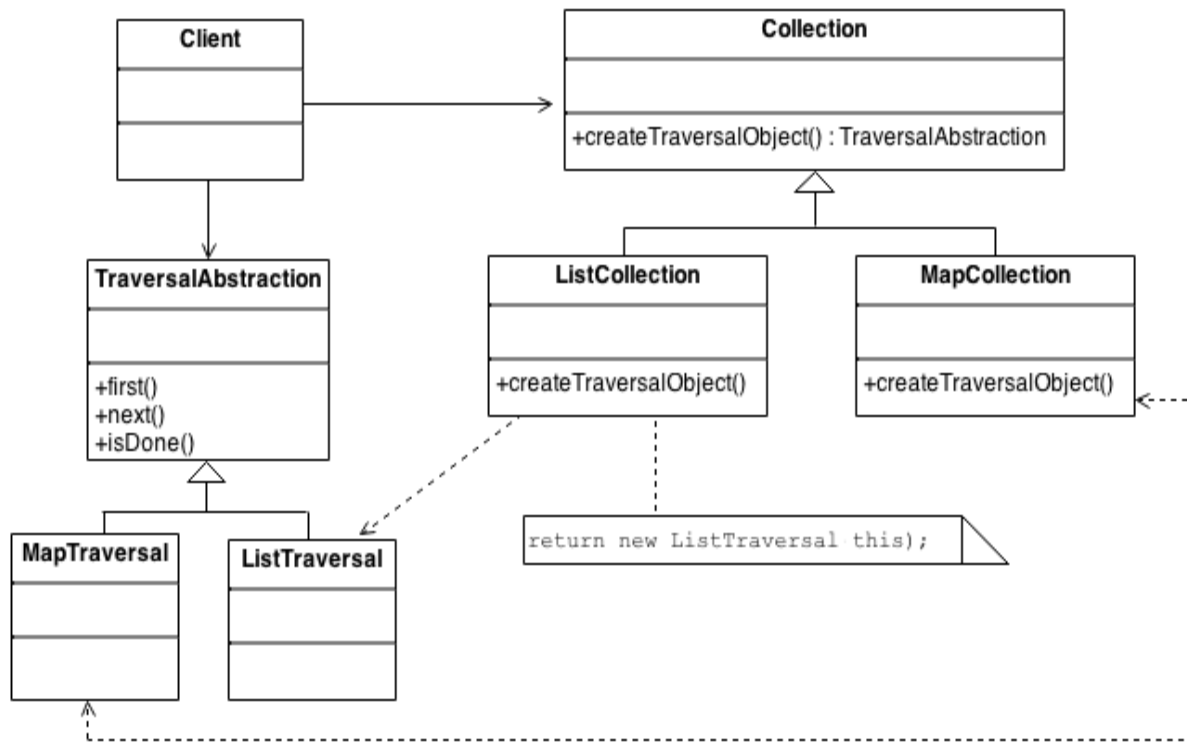 Client
Collection
+createTraversalObject() : TraversalAbstraction
TraversalAbstraction
+first()
+next()
+isDone()
ListCollection
+createTraversalObject()
MapCollection
+createTraversalObject()
return new ListTraversal this);
MapTraversal
ListTraversal